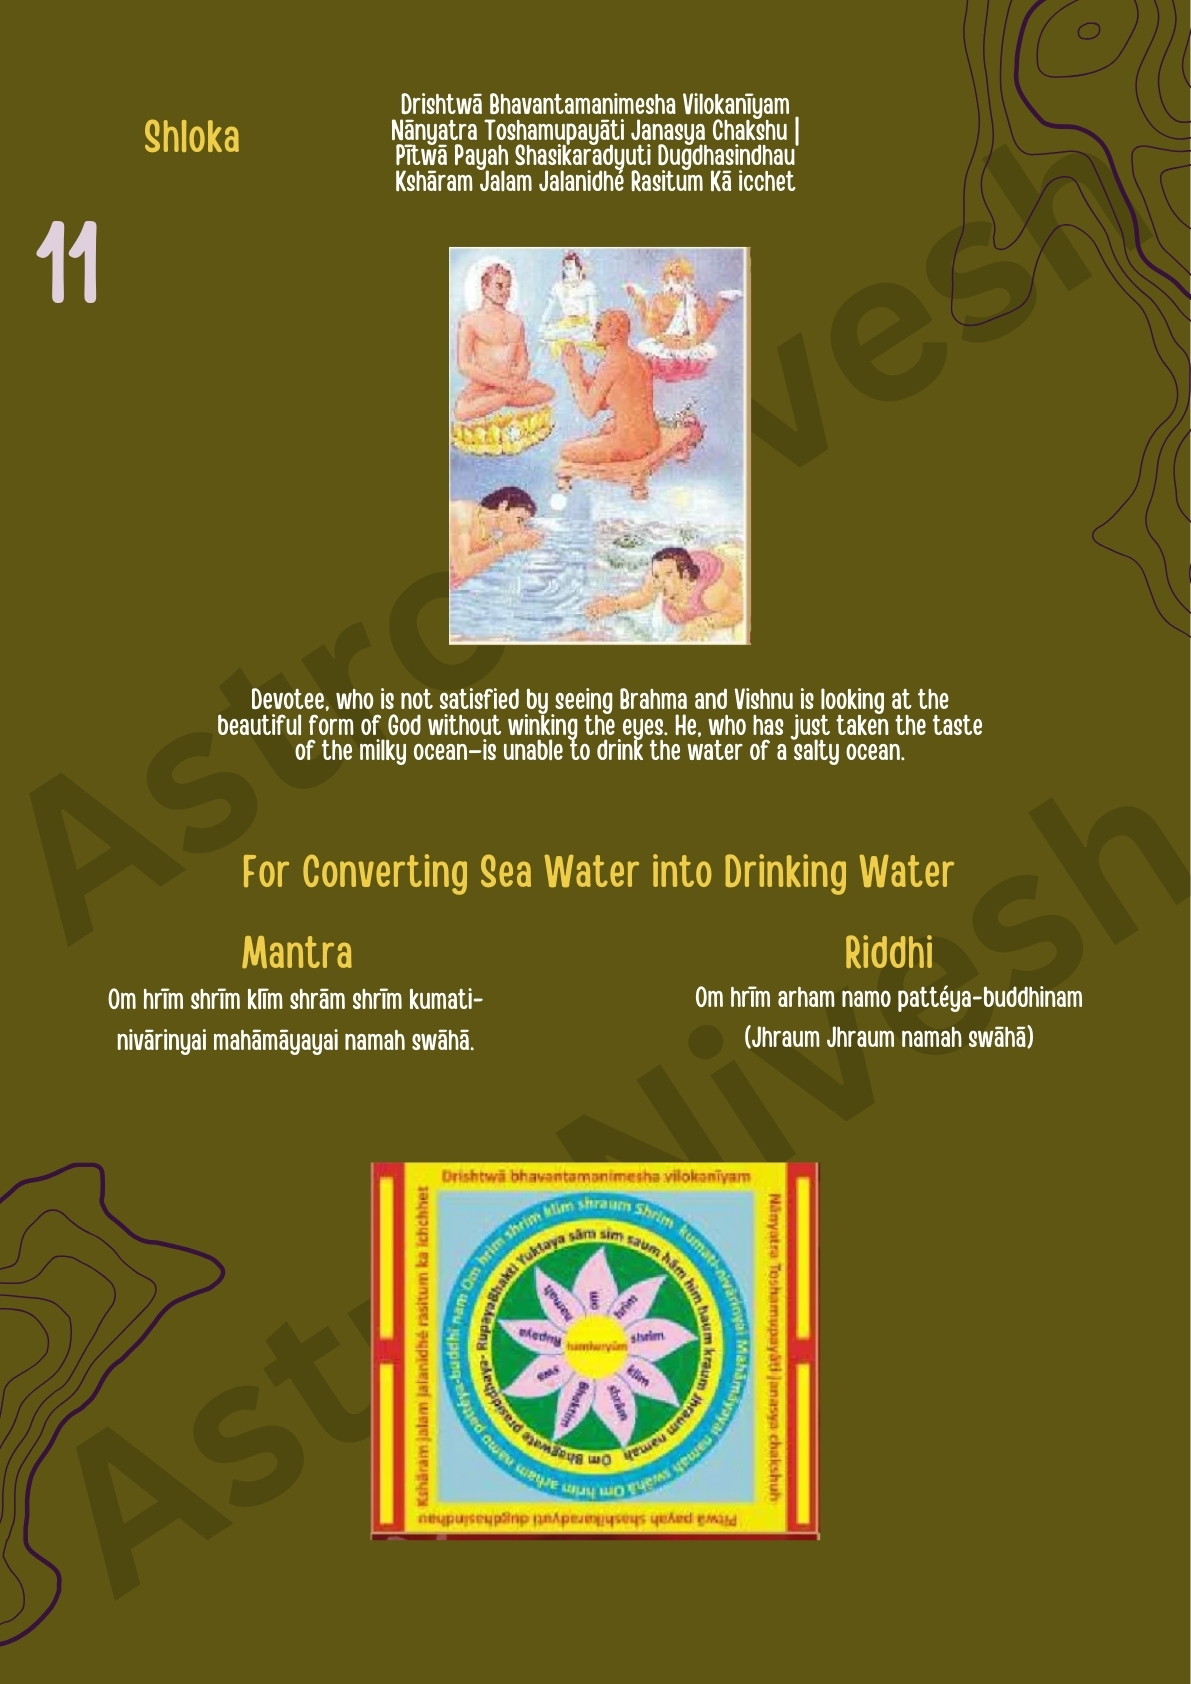 Shloka
Drishtwā Bhavantamanimesha Vilokanīyam
Nānyatra Toshamupayāti Janasya Chakshu |
Pītwā Payah Shasikaradyuti Dugdhasindhau
Kshāram Jalam Jalanidhé Rasitum Kā icchet
11
Devotee, who is not satisfied by seeing Brahma and Vishnu is looking at the
beautiful form of God without winking the eyes. He, who has just taken the taste
of the milky ocean–is unable to drink the water of a salty ocean.
For Converting Sea Water into Drinking Water
Mantra
Om hrīm shrīm klīm shrām shrīm kumati-
nivārinyai mahāmāyayai namah swāhā.
Riddhi
Om hrīm arham namo pattéya-buddhinam
(Jhraum Jhraum namah swāhā)
Drishtwā bhavantamanimesha vilokanīyam
Nānyatra Toshamupayāti janasya chakshuh
Pītwā payah shashikaradyuti dugdhasindhau
Kshāram jalam jalanidhé rasitum ka ichchhet
Om hrim shrim klim shraum Shrim kumati-nivārinyai Mahāmāyayai namah swāhā Om hrim arham namo pattéya-buddhi nam
Om Bhagwate prasiddhaye- RupayaBhakti Yuktaya sām sim saum hām him haum kraum Jhraum namah
om
hrim
shrim
klim
shrām
Bhaktim
swa
namah
Astro
Nivesh